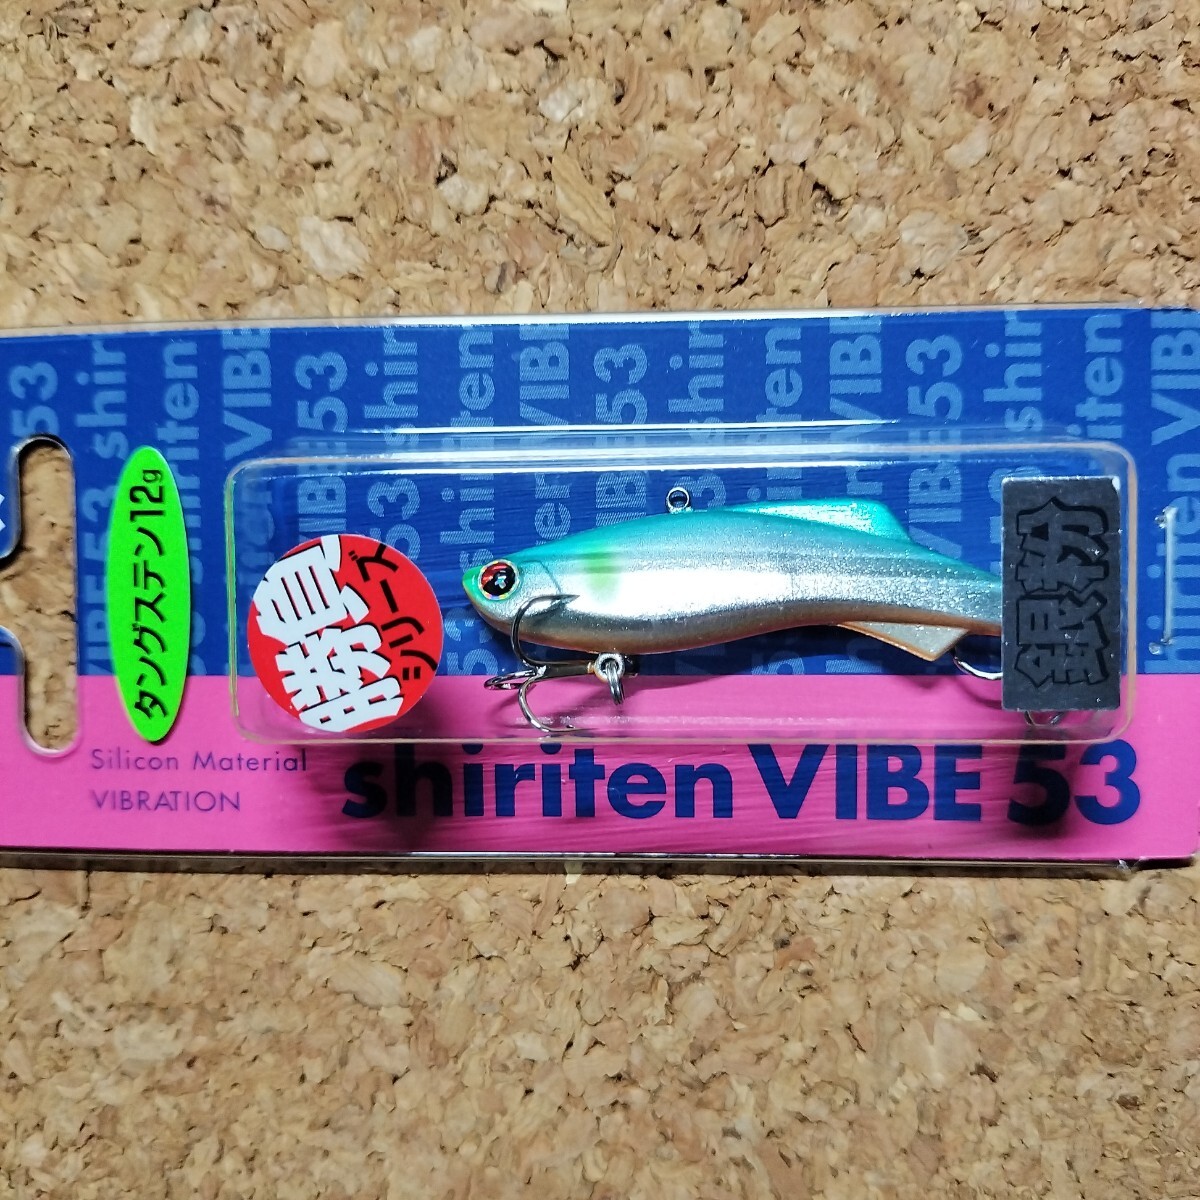 タングステン12g
勝負
シリーズ
銀粉
Silicon Material
VIBRATION
shiriten VIBE 53